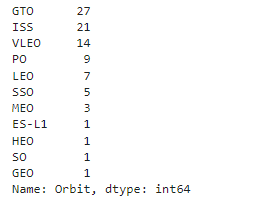 GTO 27
ISS 21
VLEO 14
PO 9
LEO 7
SSO 5
MEO 3
ES-L1 1
HEO 1
SO 1
GEO 1
Name: Orbit, dtype: int64